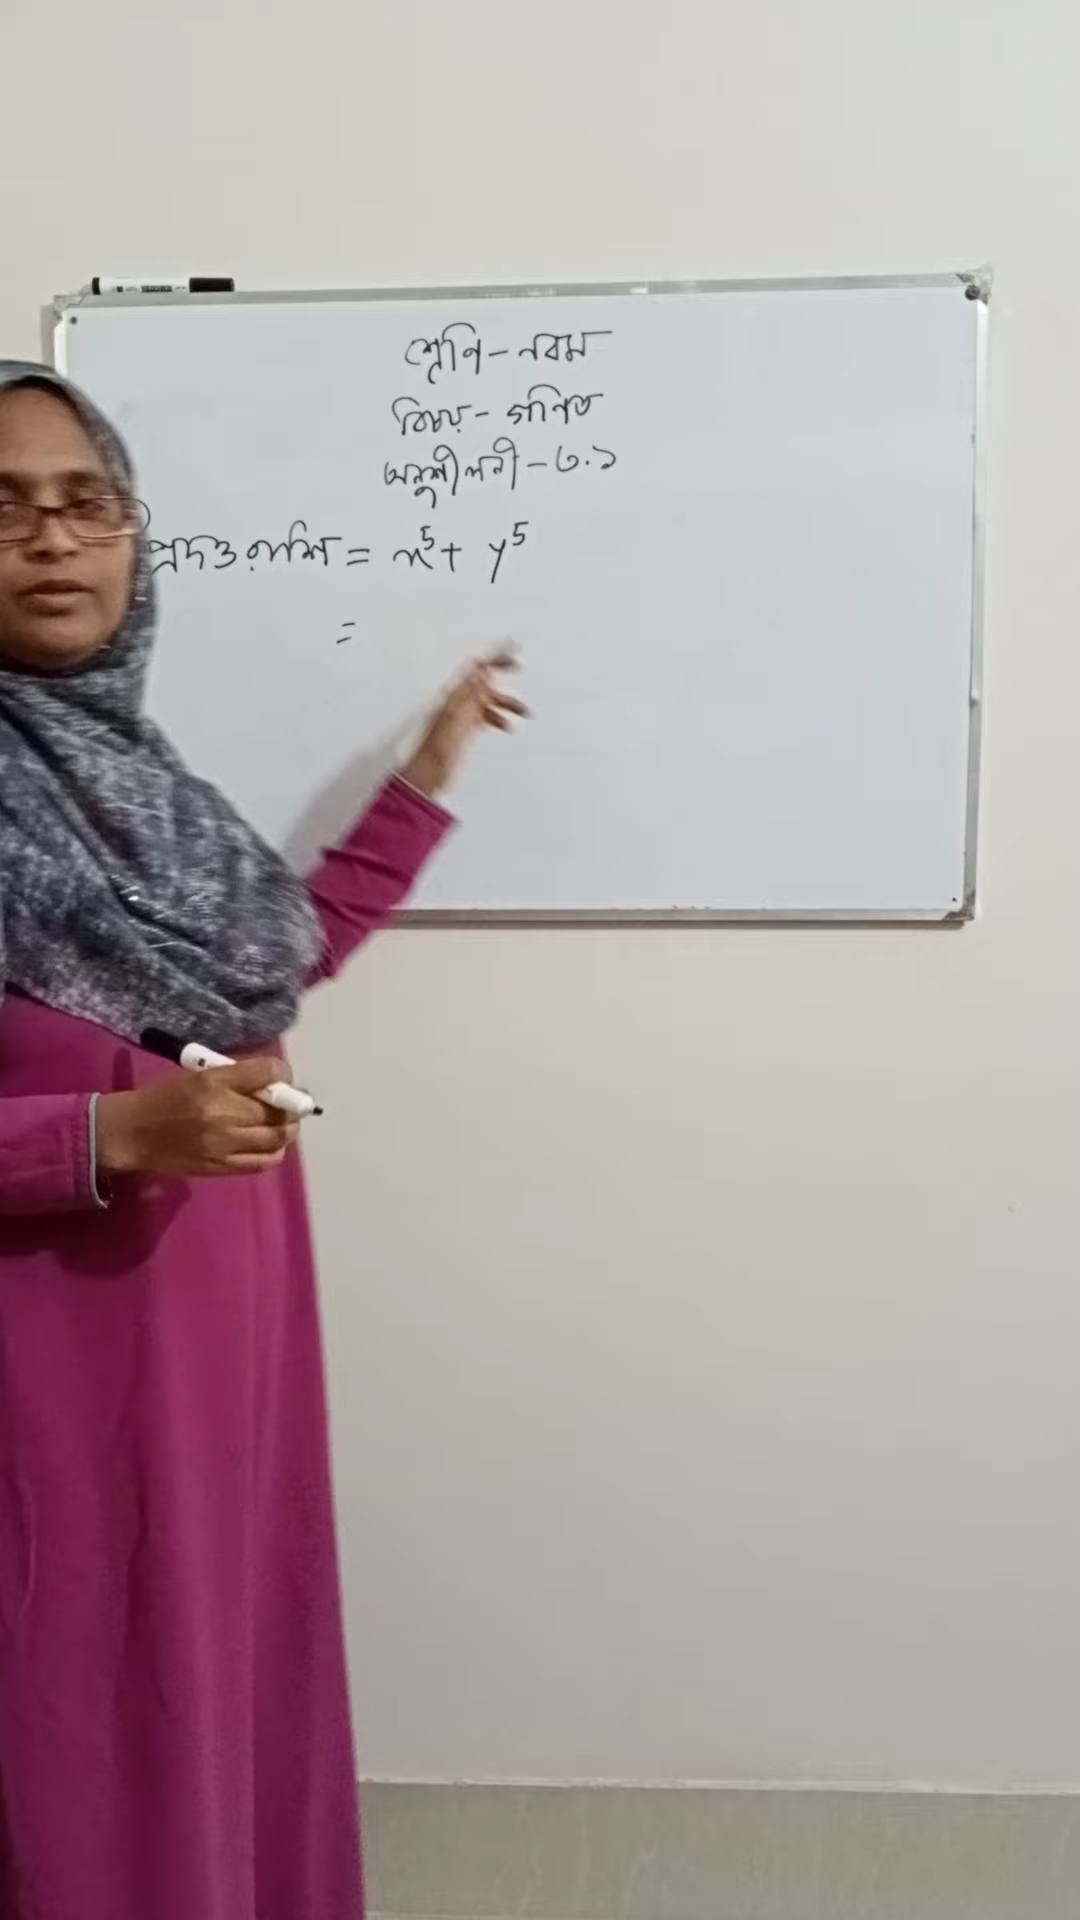 শ্রেণি - নবম
বিষয় - গণিত
অনুশীলনী - ৩.১
প্রদত্ত রাশি = x⁵ + y⁵
=